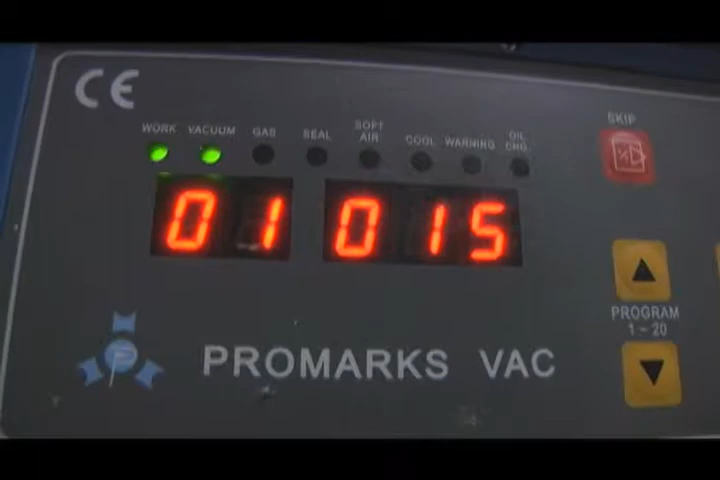 CE
SKIP
WORK VACUUM GAS SEAL SOFT AIR COOL WARNING OIL CHG.
01 015
PROGRAM
1~20
PROMARKS VAC
P